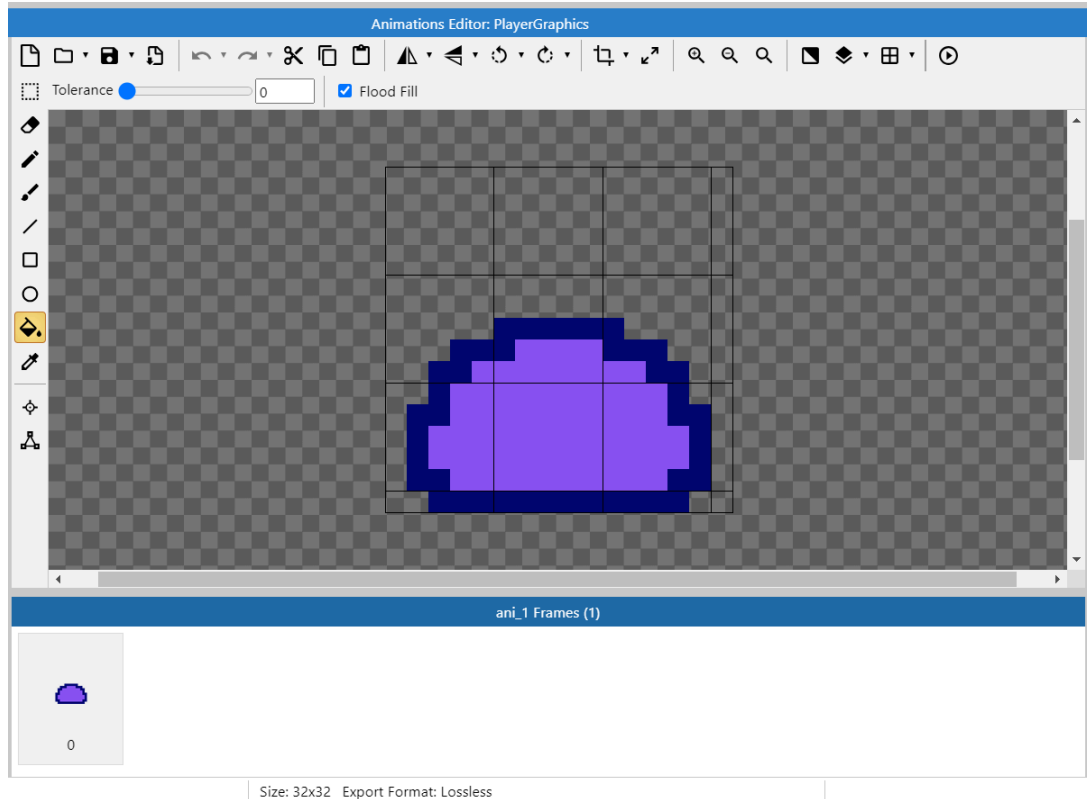 Animations Editor: PlayerGraphics
Tolerance 0 Flood Fill
ani_1 Frames (1)
0
Size: 32x32 Export Format: Lossless